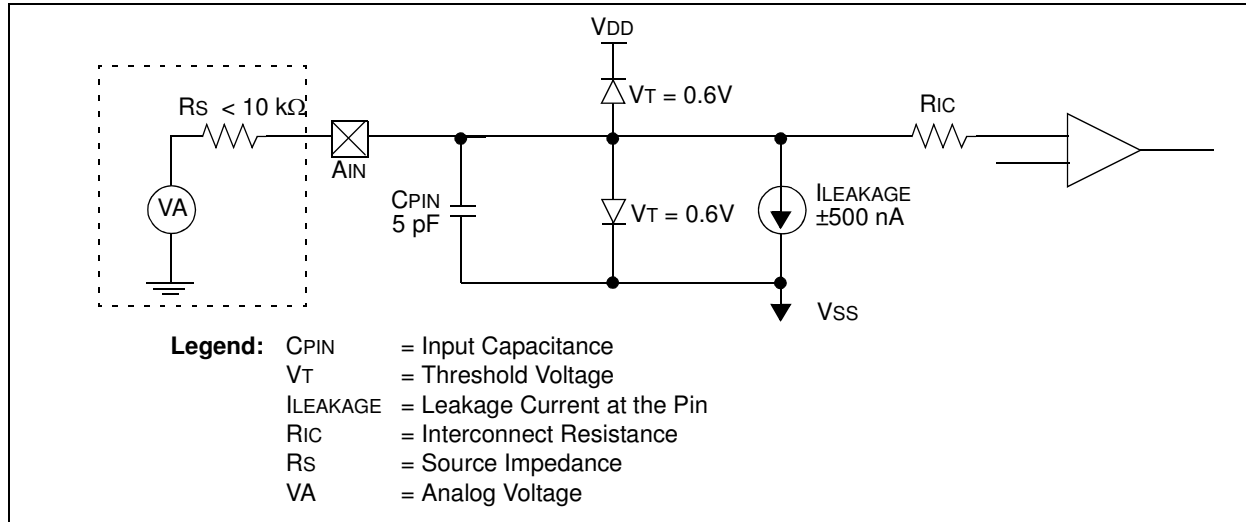 VDD
VT = 0.6V
RS < 10 kΩ
RIC
AIN
CPIN
5 pF
VA
VT = 0.6V
ILEAKAGE
±500 nA
VSS
Legend: CPIN = Input Capacitance
VT = Threshold Voltage
ILEAKAGE = Leakage Current at the Pin
RIC = Interconnect Resistance
RS = Source Impedance
VA = Analog Voltage